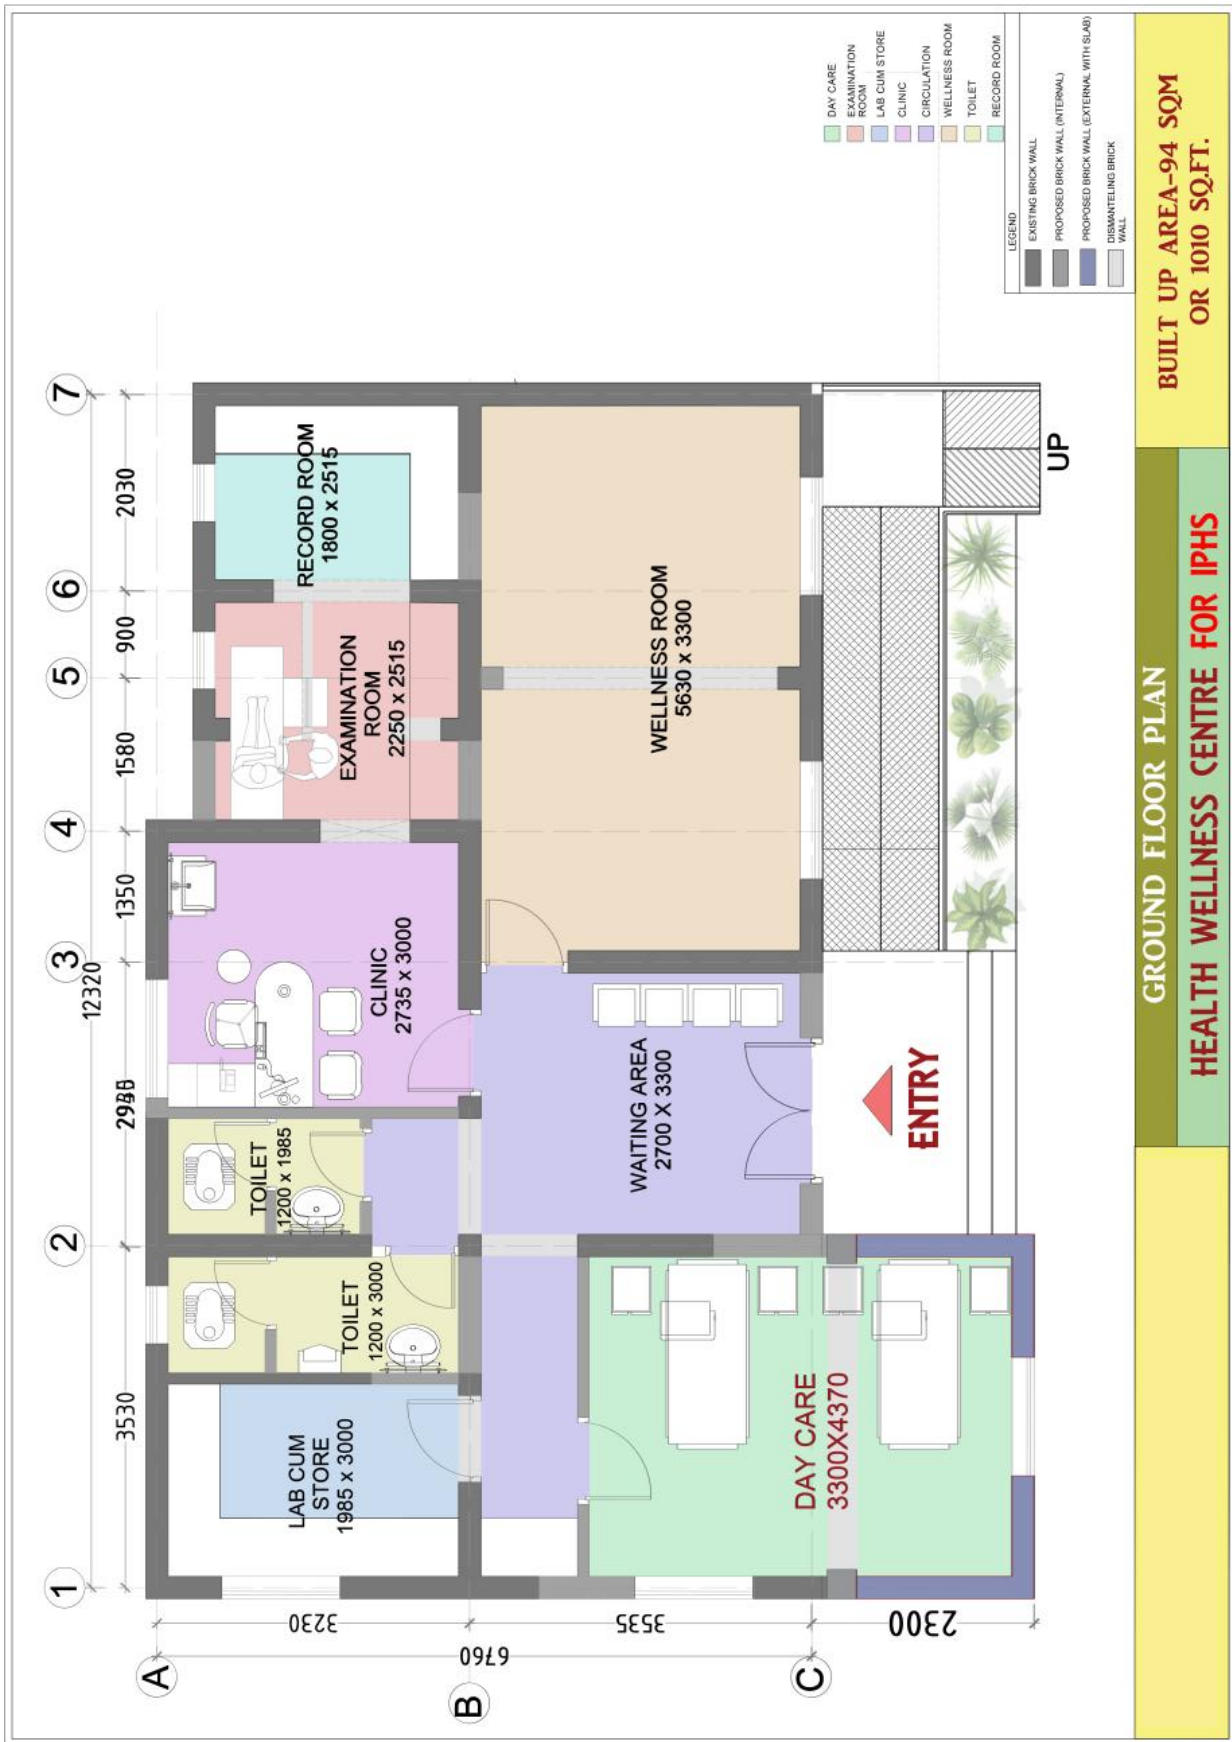 1
2
3
4
5
6
7
12320
3530
1350
1580
900
2030
A
B
C
3230
3535
6760
2300
LAB CUM
STORE
1985 x 3000
TOILET
1200 x 3000
TOILET
1200 x 1985
CLINIC
2735 x 3000
EXAMINATION
ROOM
2250 x 2515
RECORD ROOM
1800 x 2515
DAY CARE
3300X4370
WAITING AREA
2700 X 3300
WELLNESS ROOM
5630 x 3300
ENTRY
UP
DAY CARE
EXAMINATION
ROOM
LAB CUM STORE
CLINIC
CIRCULATION
WELLNESS ROOM
TOILET
RECORD ROOM
LEGEND
EXISTING BRICK WALL
PROPOSED BRICK WALL (INTERNAL)
PROPOSED BRICK WALL (EXTERNAL WITH SLAB)
DISMANTELING BRICK
WALL
GROUND FLOOR PLAN
HEALTH WELLNESS CENTRE FOR IPHS
BUILT UP AREA-94 SQM
OR 1010 SQ.FT.